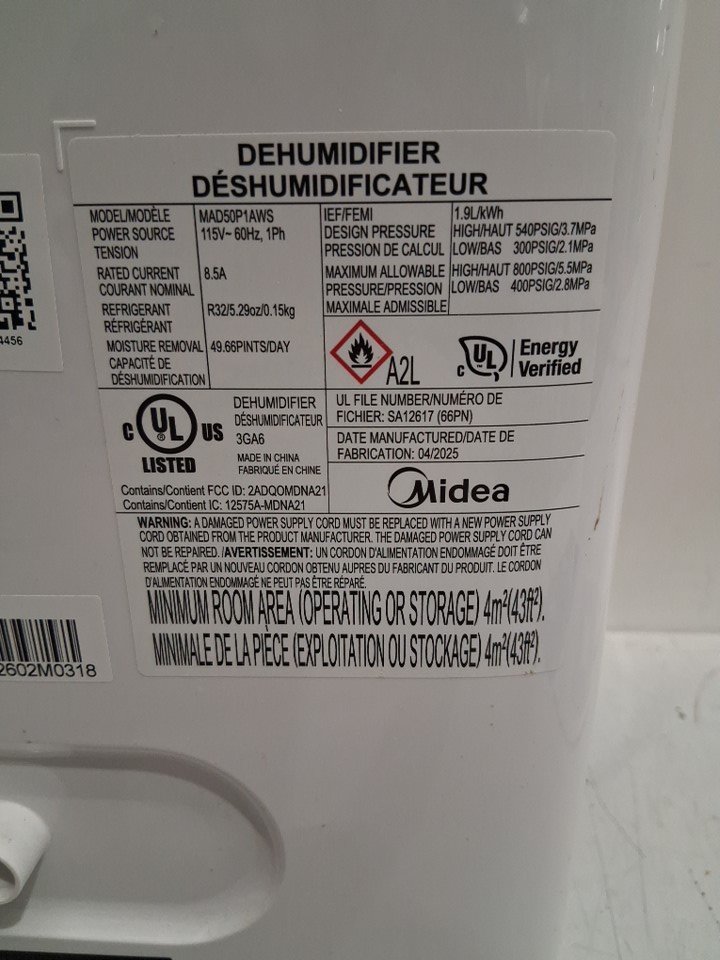 DEHUMIDIFIER
DÉSHUMIDIFICATEUR
MODEL/MODÈLE MAD50P1AWS
POWER SOURCE 115V~ 60Hz, 1Ph
TENSION
RATED CURRENT 8.5A
COURANT NOMINAL
REFRIGERANT R32/5.29oz/0.15kg
RÉFRIGÉRANT
MOISTURE REMOVAL 49.66PINTS/DAY
CAPACITÉ DE
DÉSHUMIDIFICATION
IEF/FEMI 1.9L/kWh
DESIGN PRESSURE HIGH/HAUT 540PSIG/3.7MPa
PRESSION DE CALCUL LOW/BAS 300PSIG/2.1MPa
MAXIMUM ALLOWABLE HIGH/HAUT 800PSIG/5.5MPa
PRESSURE/PRESSION LOW/BAS 400PSIG/2.8MPa
MAXIMALE ADMISSIBLE
A2L
C UL Energy
Verified
C UL US
® LISTED
DEHUMIDIFIER
DÉSHUMIDIFICATEUR
3GA6
MADE IN CHINA
FABRIQUÉ EN CHINE
UL FILE NUMBER/NUMÉRO DE
FICHIER: SA12617 (66PN)
DATE MANUFACTURED/DATE DE
FABRICATION: 04/2025
Contains/Contient FCC ID: 2ADQOMDNA21
Contains/Contient IC: 12575A-MDNA21
Midea
WARNING: A DAMAGED POWER SUPPLY CORD MUST BE REPLACED WITH A NEW POWER SUPPLY
CORD OBTAINED FROM THE PRODUCT MANUFACTURER. THE DAMAGED POWER SUPPLY CORD CAN
NOT BE REPAIRED. /AVERTISSEMENT: UN CORDON D'ALIMENTATION ENDOMMAGÉ DOIT ÊTRE
REMPLACÉ PAR UN NOUVEAU CORDON OBTENU AUPRES DU FABRICANT DU PRODUIT. LE CORDON
D'ALIMENTATION ENDOMMAGÉ NE PEUT PAS ÊTRE RÉPARÉ.
MINIMUM ROOM AREA (OPERATING OR STORAGE) 4m²(43ft²).
MINIMALE DE LA PIÈCE (EXPLOITATION OU STOCKAGE) 4m²(43ft²).
4456
2602M0318